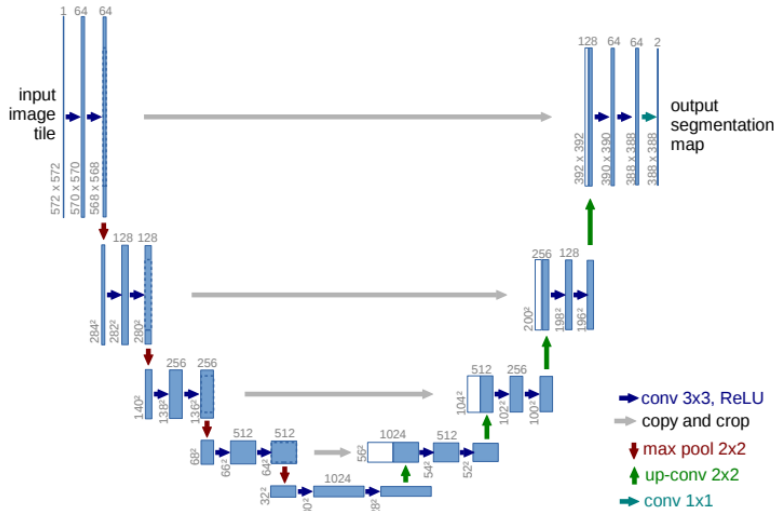 1 64 64
128 64 64 2
input
image
tile
output
segmentation
map
572 x 572
570 x 570
568 x 568
392 x 392
390 x 390
388 x 388
388 x 388
128 128
256 128
284²
282²
280²
200²
198²
196²
256 256
512 256
140²
138²
136²
104²
102²
100²
512 512
1024 512
68²
66²
64²
56²
54²
52²
1024
32²
conv 3x3, ReLU
copy and crop
max pool 2x2
up-conv 2x2
conv 1x1